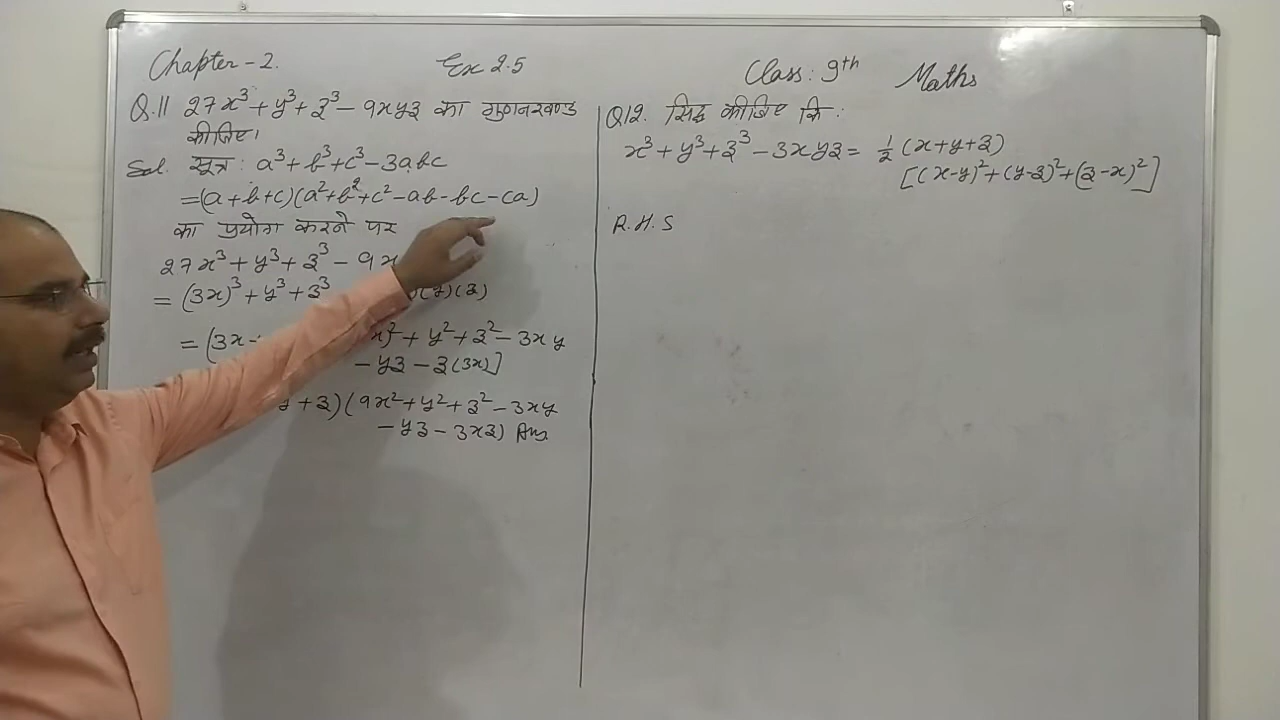 Chapter-2. Ex 2.5 Class: 9th Maths
Q.11 27x³+y³+z³-9xyz का गुणनखण्ड
कीजिए।
Sol. सूत्र: a³+b³+c³-3abc
=(a+b+c)(a²+b²+c²-ab-bc-ca)
का प्रयोग करने पर
27x³+y³+z³-9x
=(3x)³+y³+z³ (y)(z)
=(3x x)²+y²+z²-3xy
-yz-z(3x)]
+z)(9x²+y²+z²-3xy
-yz-3xz) Ans
Q12. सिद्ध कीजिए कि:
x³+y³+z³-3xyz= ½(x+y+z)
[(x-y)²+(y-z)²+(z-x)²]
R.H.S